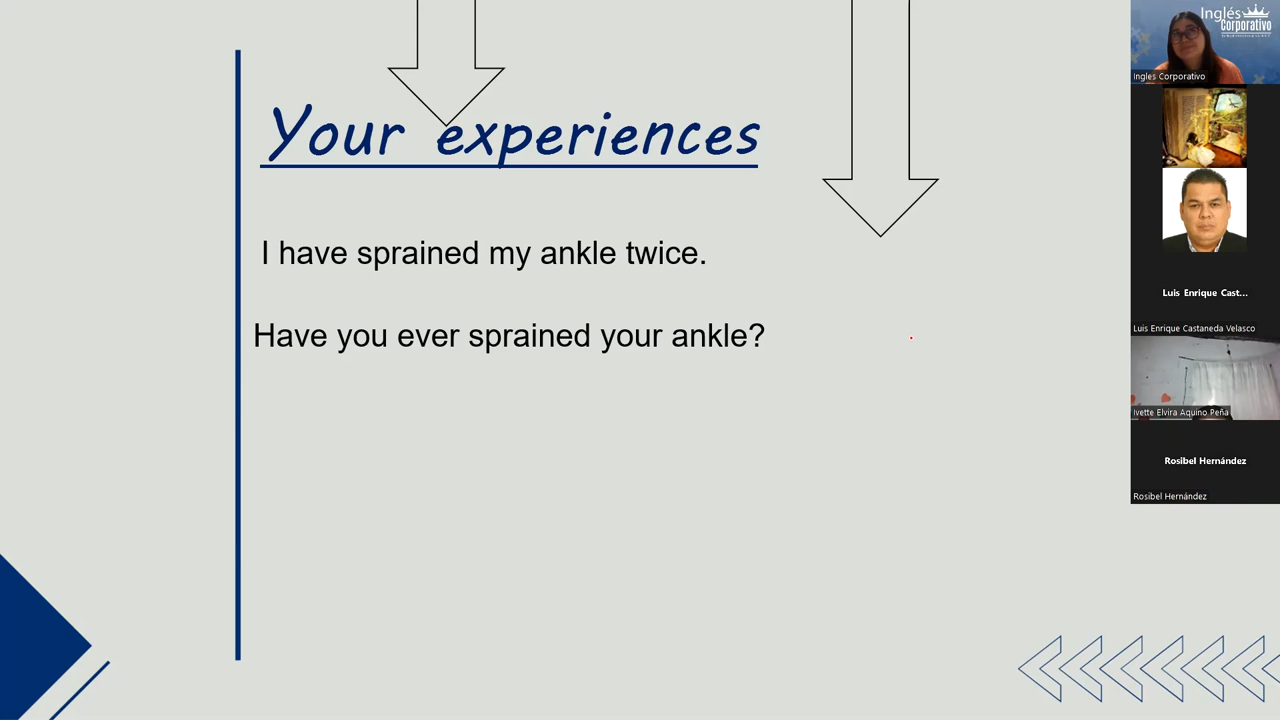 Your experiences
I have sprained my ankle twice.
Have you ever sprained your ankle?
Inglés
Corporativo
Ingles Corporativo
Luis Enrique Cast...
Luis Enrique Castaneda Velasco
Ivette Elvira Aquino Peña
Rosibel Hernández
Rosibel Hernández